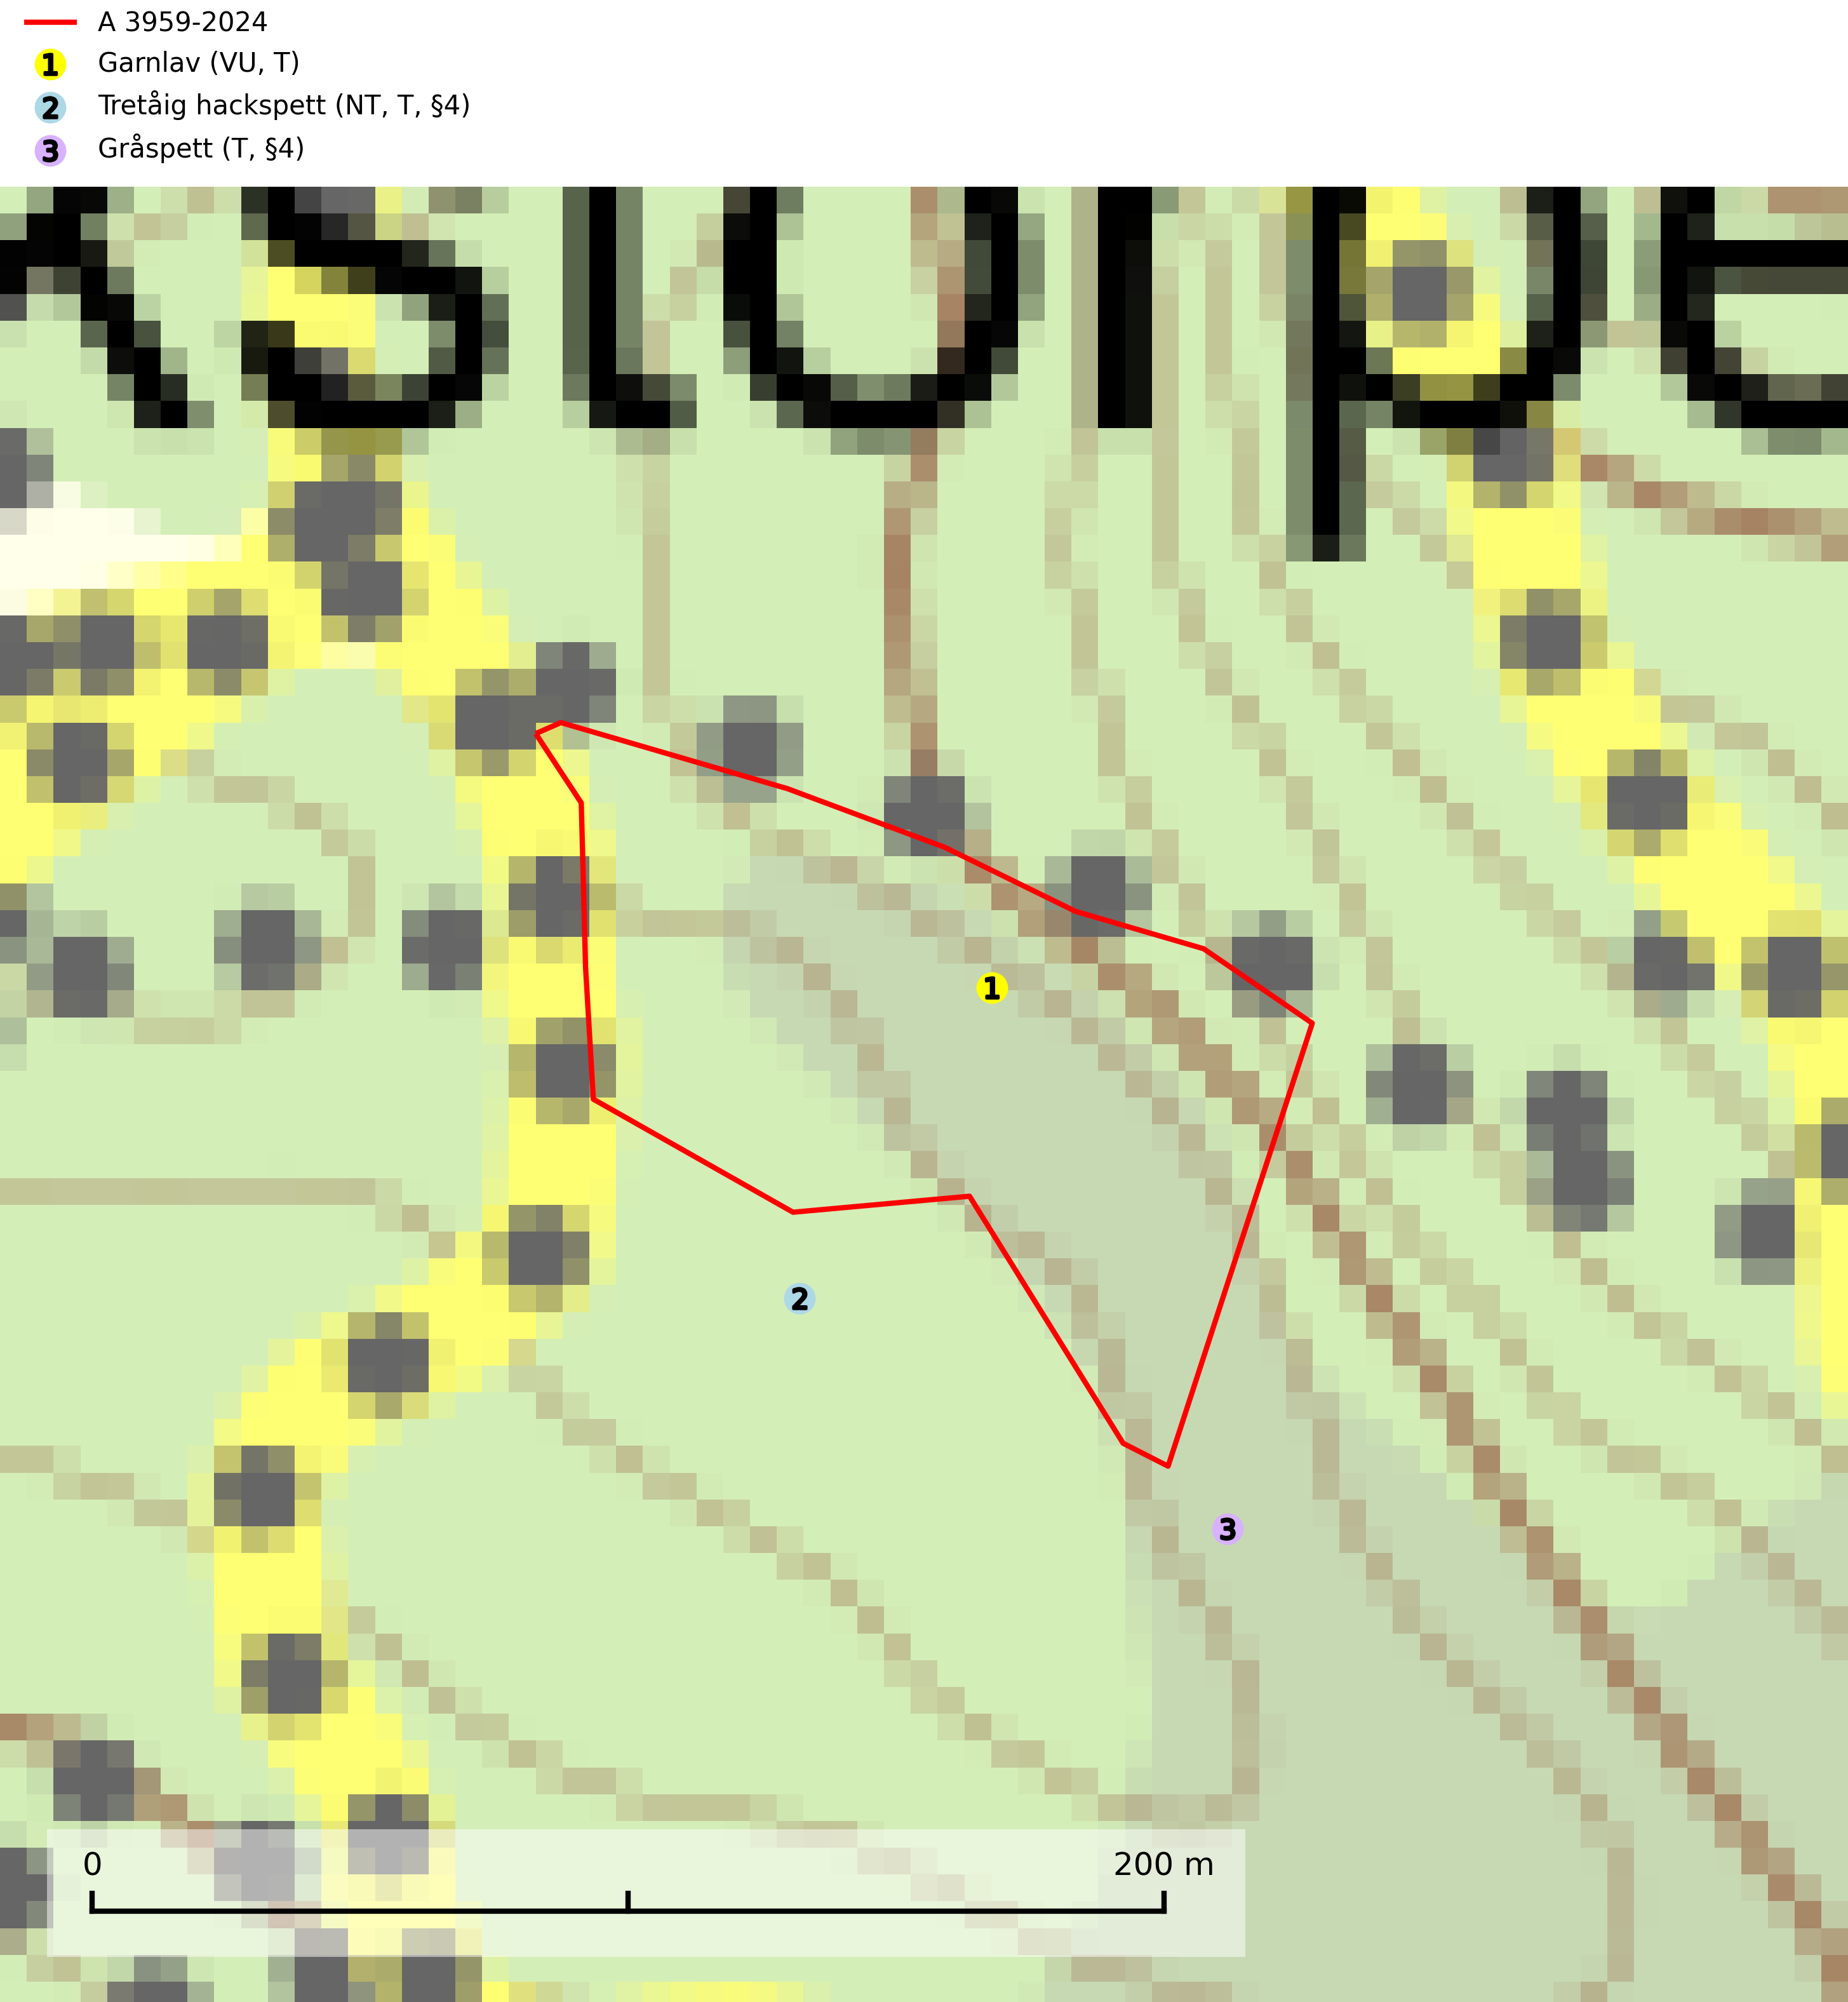 A 3959-2024
1 Garnlav (VU, T)
2 Tretåig hackspett (NT, T, §4)
3 Gråspett (T, §4)
1
2
3
0 200 m